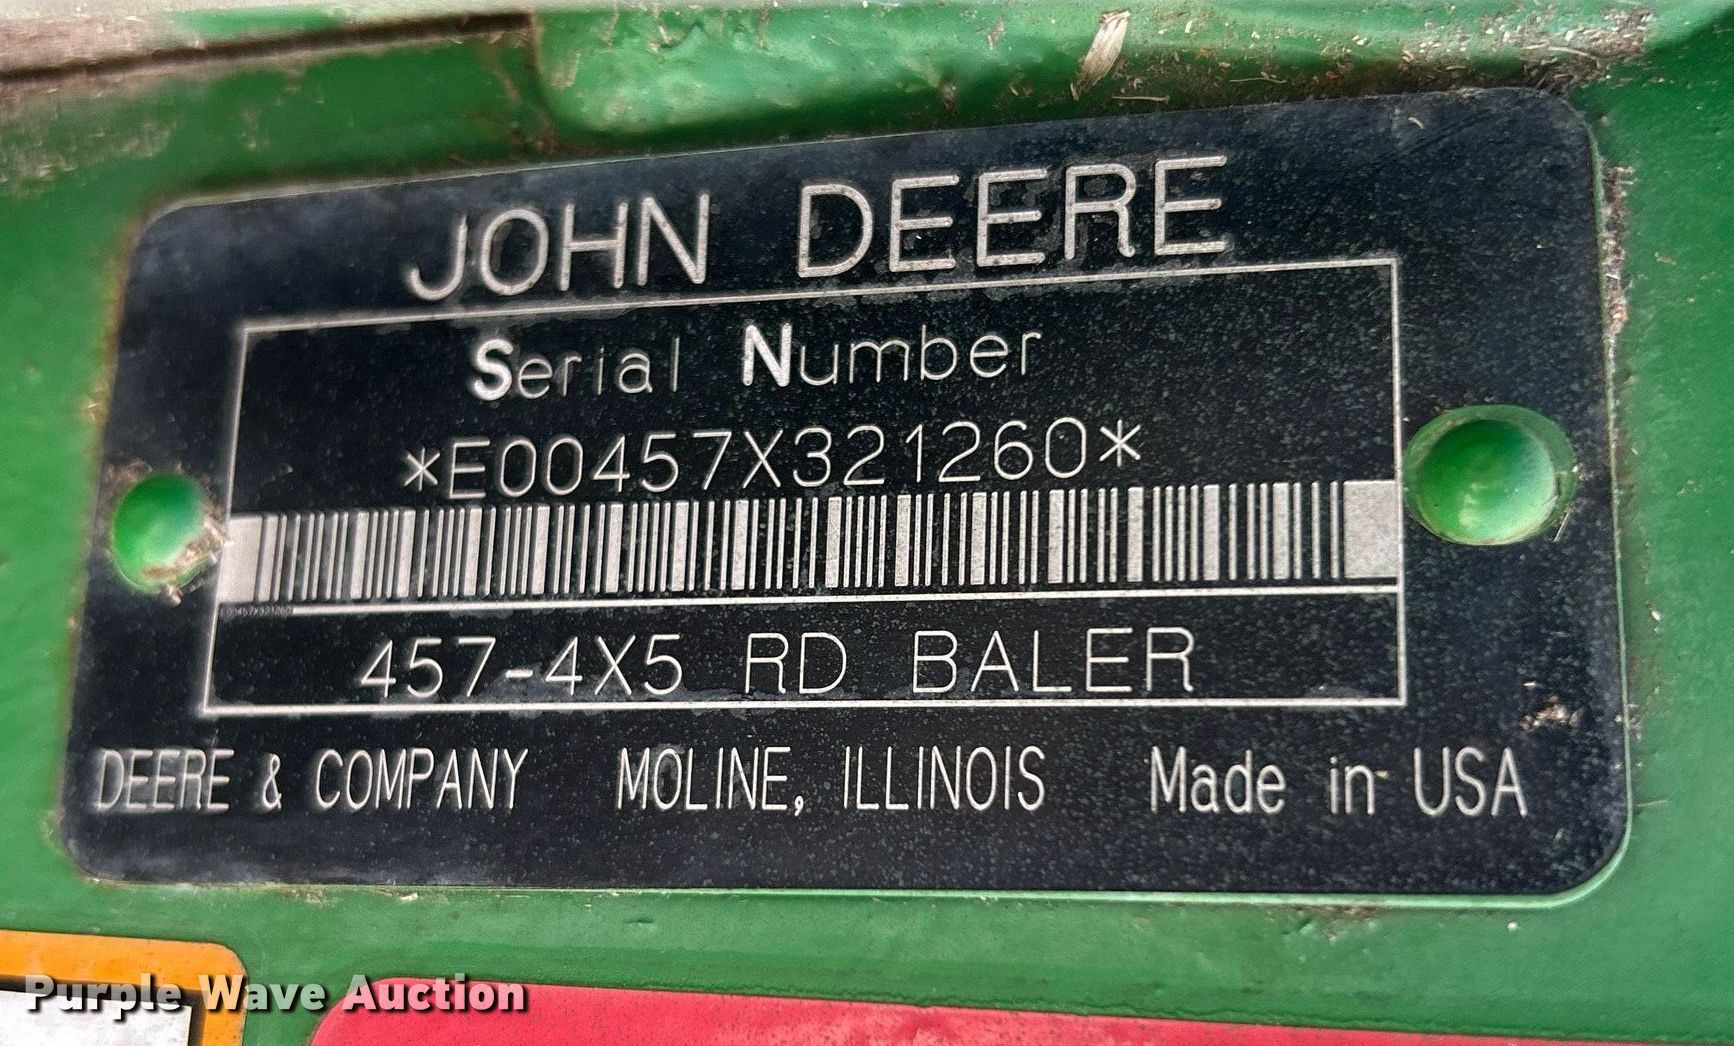 JOHN DEERE
Serial Number
*E00457X321260*
E00457X321260
457-4X5 RD BALER
DEERE & COMPANY MOLINE, ILLINOIS Made in USA
Purple Wave Auction